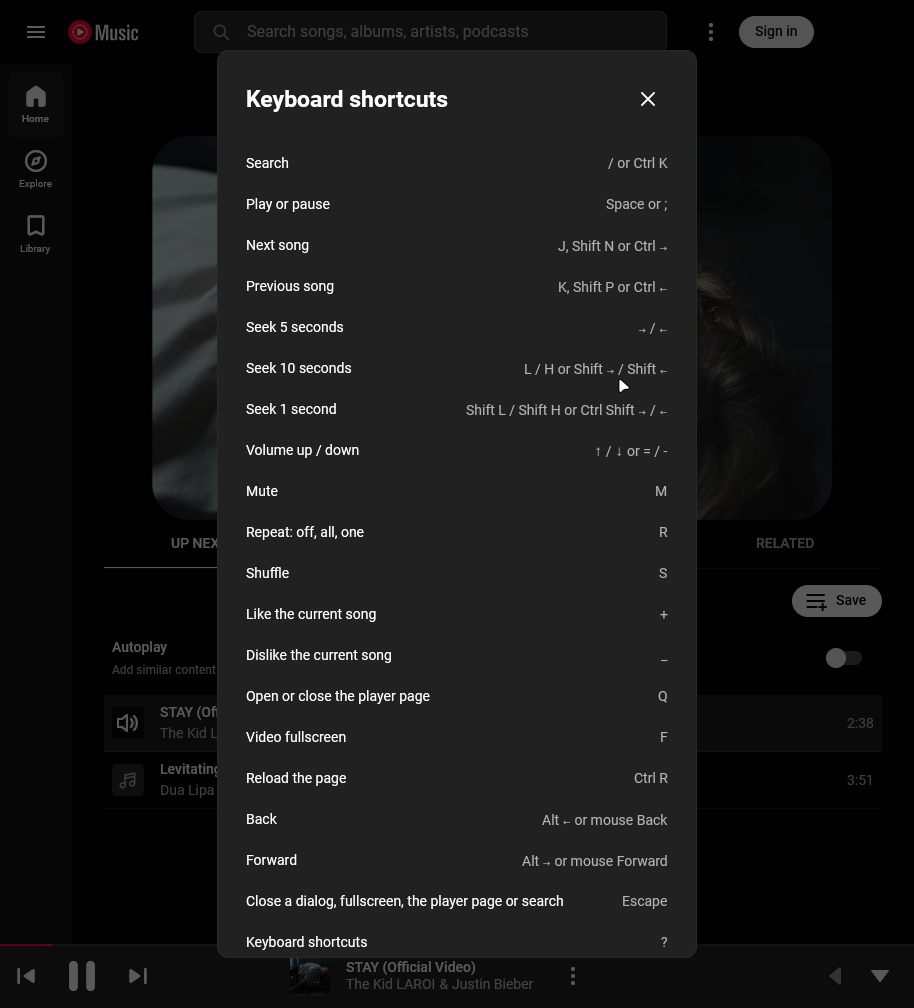 Music
Search songs, albums, artists, podcasts
Sign in
Home
Explore
Library
Keyboard shortcuts
Search / or Ctrl K
Play or pause Space or ;
Next song J, Shift N or Ctrl →
Previous song K, Shift P or Ctrl ←
Seek 5 seconds → / ←
Seek 10 seconds L / H or Shift → / Shift ←
Seek 1 second Shift L / Shift H or Ctrl Shift → / ←
Volume up / down ↑ / ↓ or = / -
Mute M
Repeat: off, all, one R
Shuffle S
Like the current song +
Dislike the current song _
Open or close the player page Q
Video fullscreen F
Reload the page Ctrl R
Back Alt ← or mouse Back
Forward Alt → or mouse Forward
Close a dialog, fullscreen, the player page or search Escape
Keyboard shortcuts ?
UP NEX
RELATED
Save
Autoplay
Add similar content
STAY (Of
The Kid L
2:38
Levitating
Dua Lipa
3:51
STAY (Official Video)
The Kid LAROI & Justin Bieber